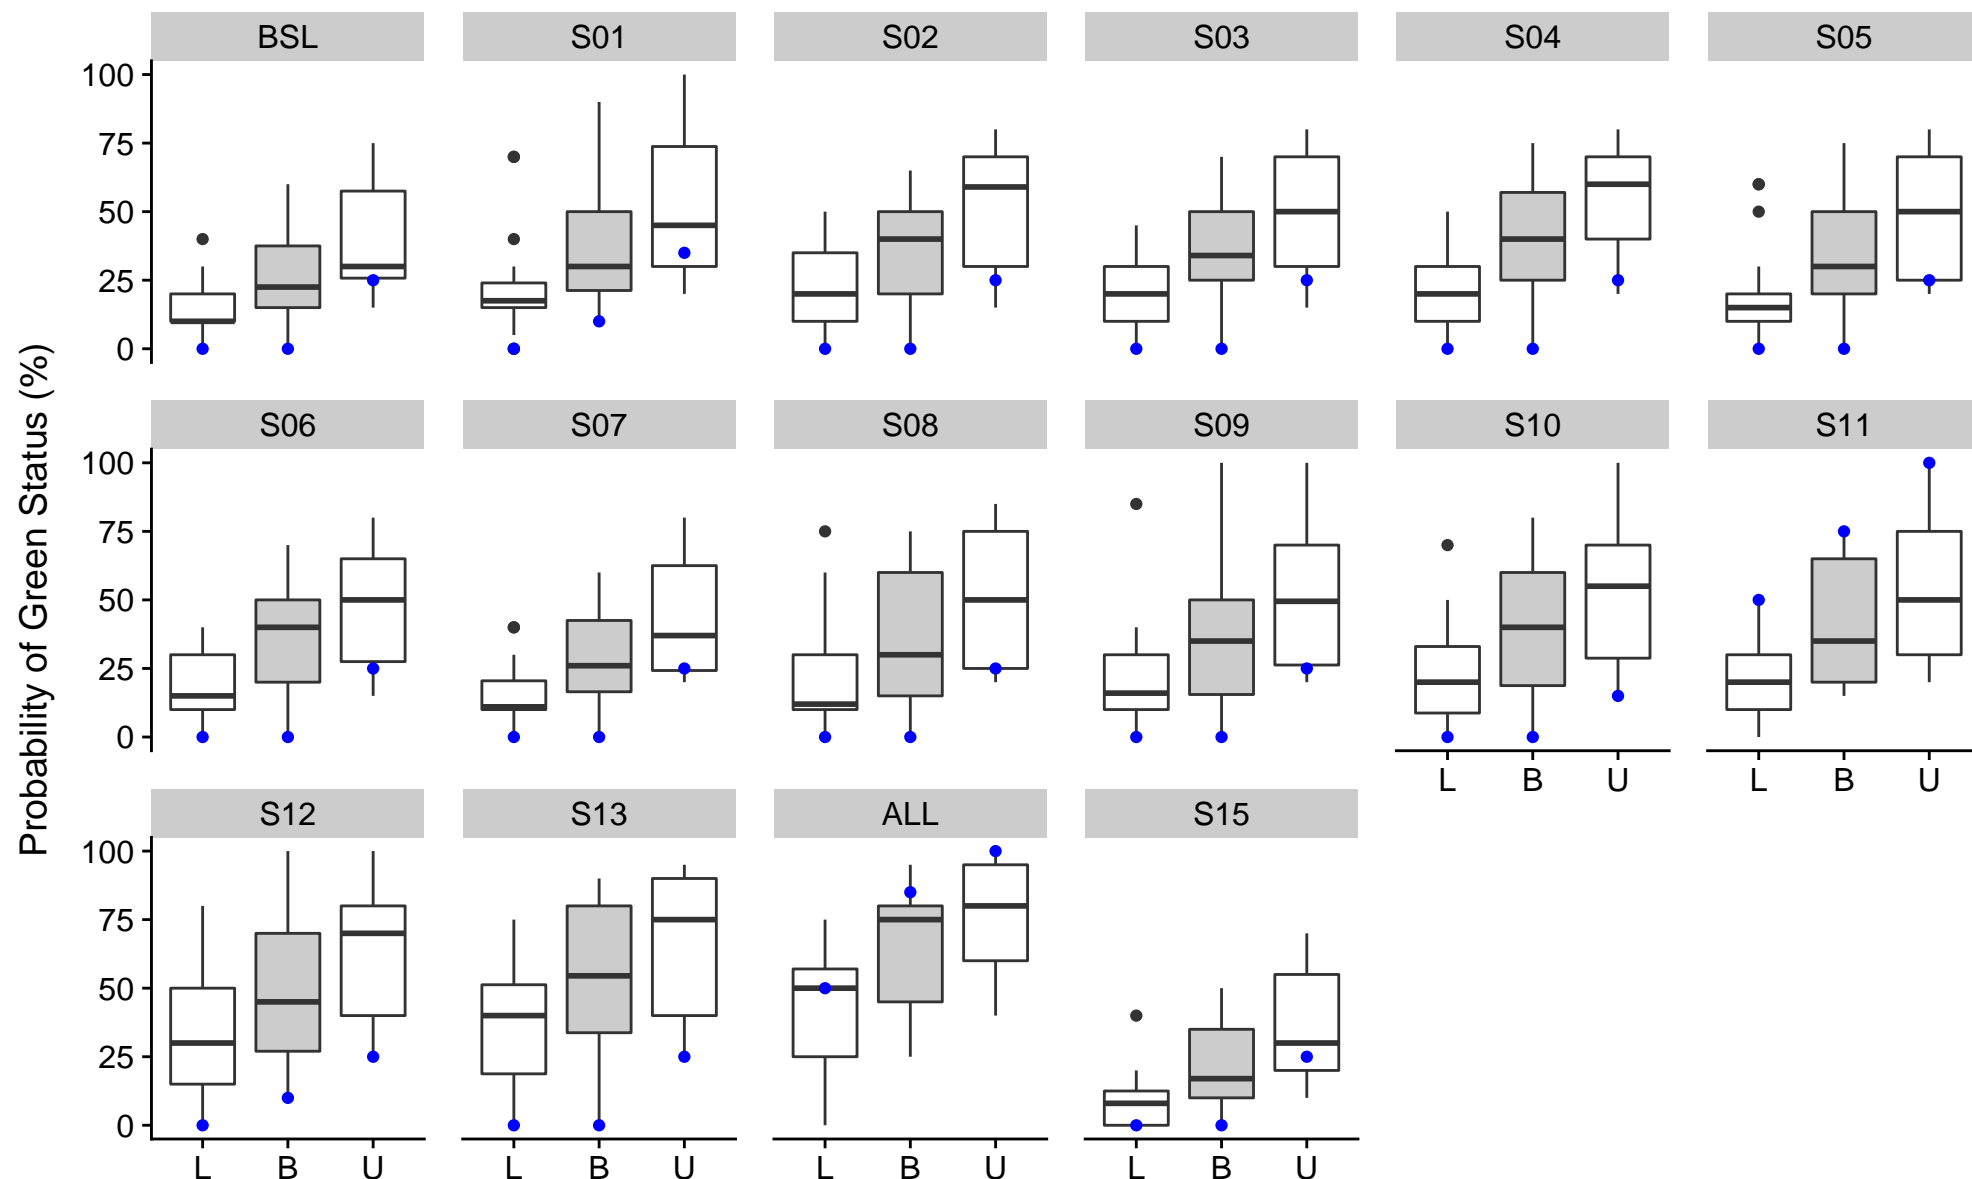 BSL S01 S02 S03 S04 S05
100
75
50
25
0
Probability of Green Status (%)
S06 S07 S08 S09 S10 S11
100
75
50
25
0
L B U L B U
S12 S13 ALL S15
100
75
50
25
0
L B U L B U L B U L B U